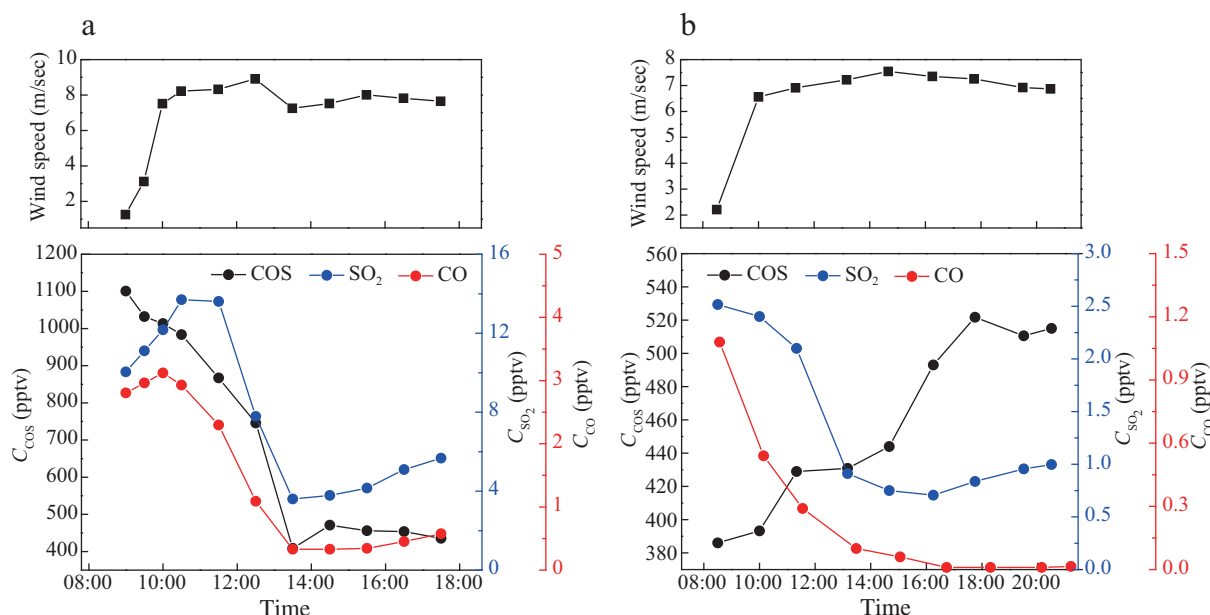 a
Wind speed (m/sec)
10
8
6
4
2
COS
SO₂
CO
C_COS (pptv)
1200
1100
1000
900
800
750
600
500
400
16
12
8
4
0
C_SO₂ (pptv)
5
4
3
2
1
0
C_CO (pptv)
08:00 10:00 12:00 14:00 16:00 18:00
Time
b
Wind speed (m/sec)
8
7
6
5
4
3
2
COS
SO₂
CO
C_COS (pptv)
560
540
520
500
480
460
440
420
400
380
3.0
2.5
2.0
1.5
1.0
0.75
0.5
0.0
C_SO₂ (pptv)
1.5
1.2
0.9
0.6
0.3
0.0
C_CO (pptv)
08:00 10:00 12:00 14:00 16:00 18:00 20:00
Time